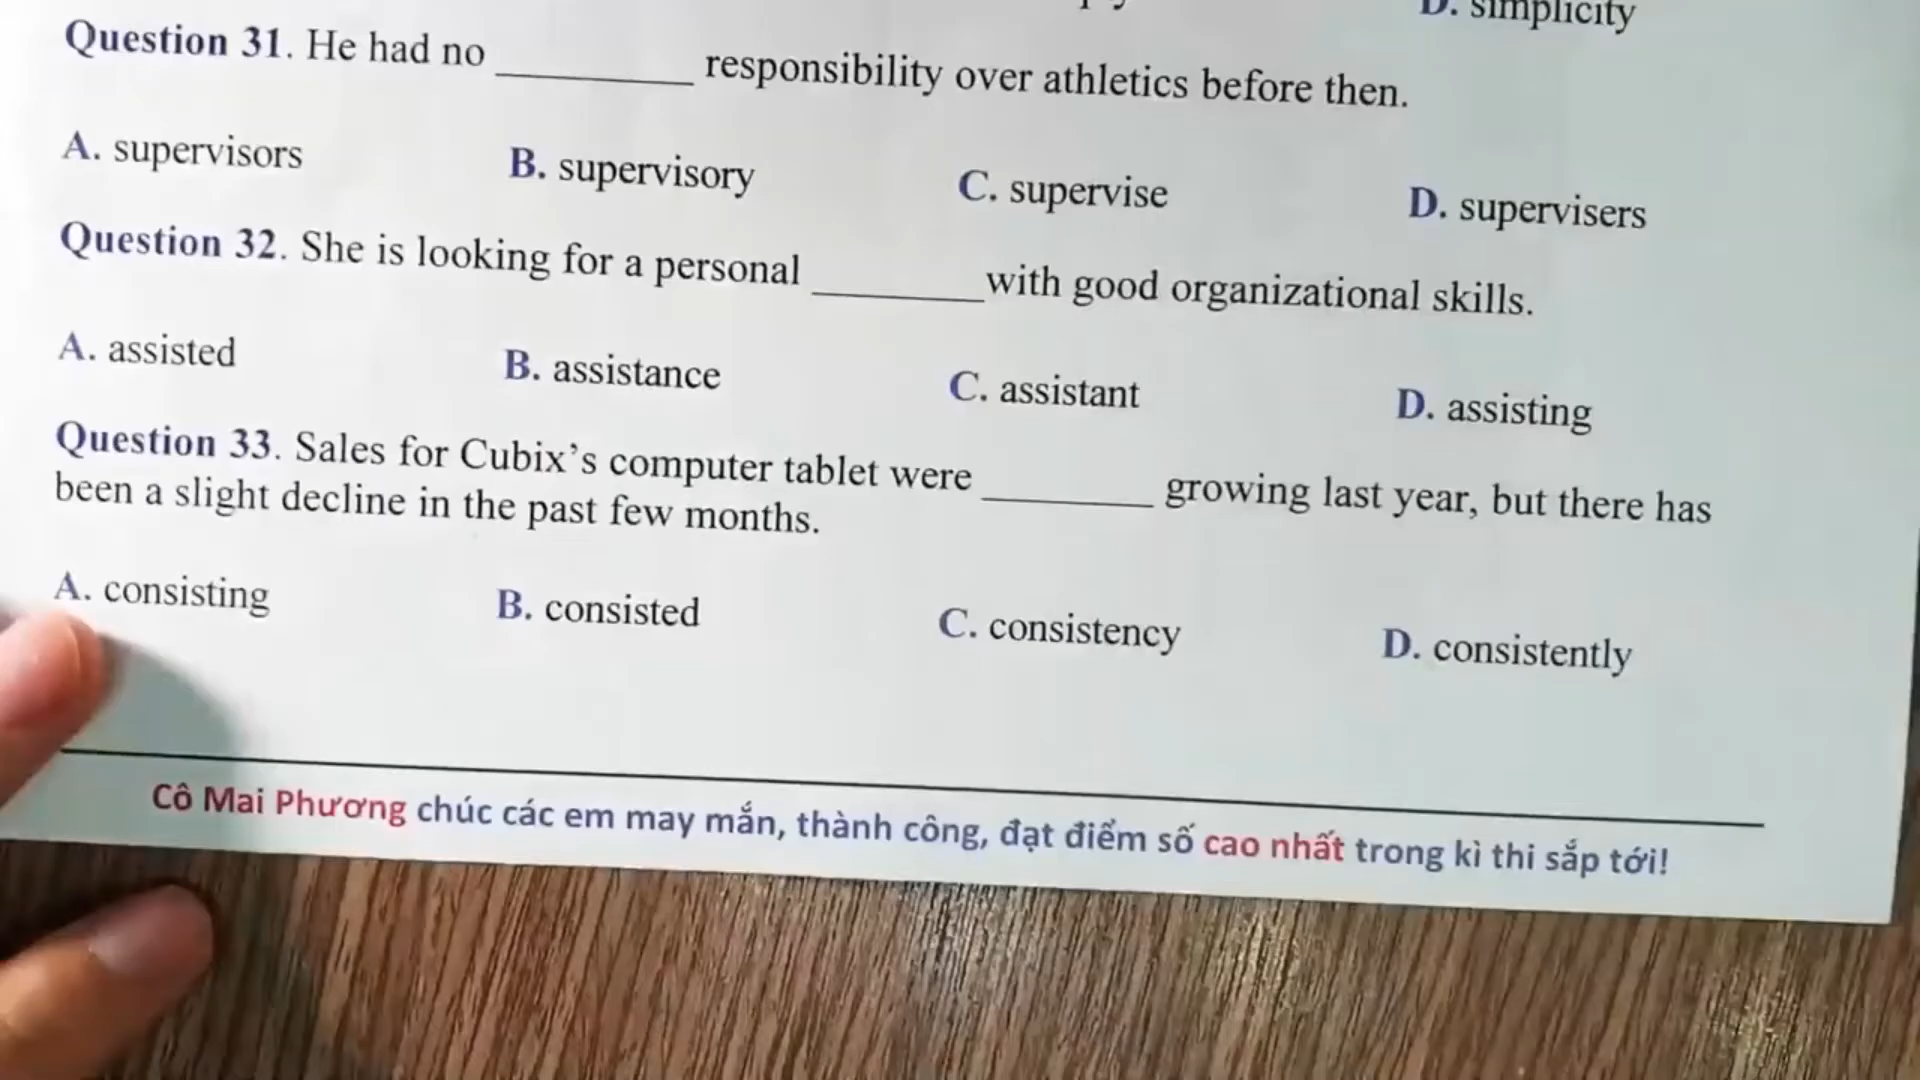 D. simplicity
Question 31. He had no ________ responsibility over athletics before then.
A. supervisors B. supervisory C. supervise D. supervisers
Question 32. She is looking for a personal ________with good organizational skills.
A. assisted B. assistance C. assistant D. assisting
Question 33. Sales for Cubix’s computer tablet were ________ growing last year, but there has
been a slight decline in the past few months.
A. consisting B. consisted C. consistency D. consistently
Cô Mai Phương chúc các em may mắn, thành công, đạt điểm số cao nhất trong kì thi sắp tới!